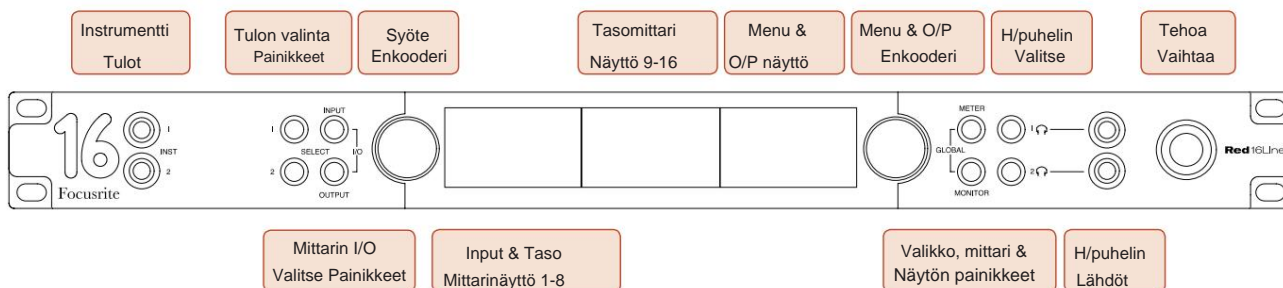 Instrumentti
Tulot
Tulon valinta
Painikkeet
Syöte
Enkooderi
Tasomittari
Näyttö 9-16
Menu &
O/P näyttö
Menu & O/P
Enkooderi
H/puhelin
Valitse
Tehoa
Vaihtaa
16
Focusrite
1
INST
2
INPUT
1
SELECT
I/O
2
OUTPUT
METER
GLOBAL
MONITOR
1
2
Red 16Line
Mittarin I/O
Valitse Painikkeet
Input & Taso
Mittarinäyttö 1-8
Valikko, mittari &
Näytön painikkeet
H/puhelin
Lähdöt